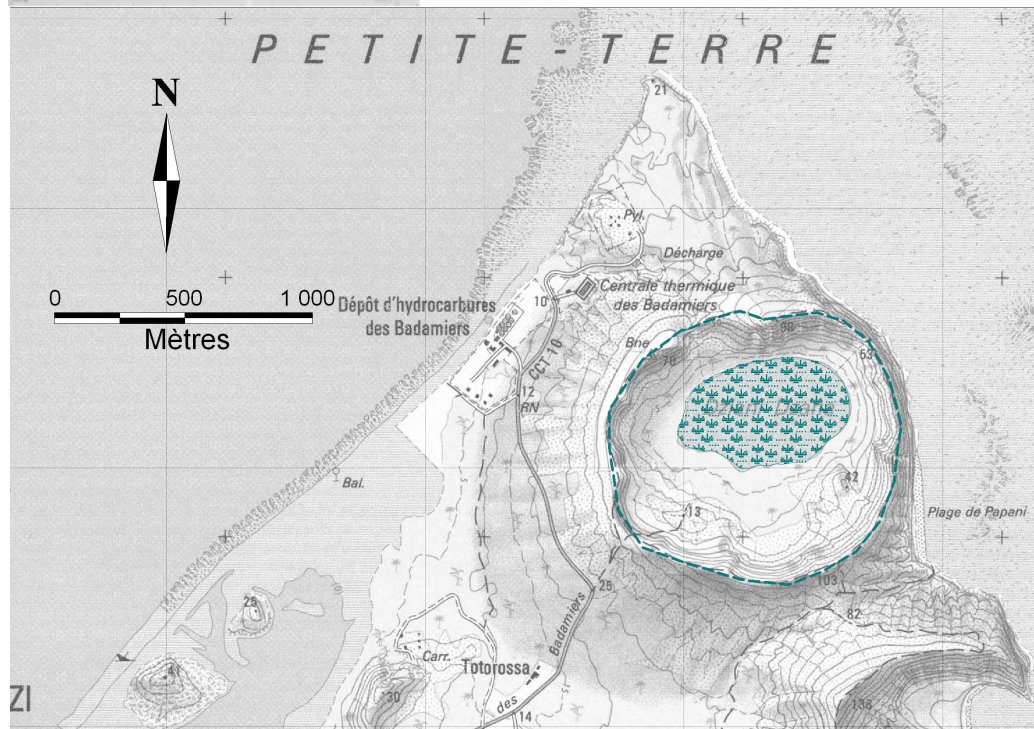 PETITE-TERRE
N
21
Pyl.
Décharge
0 500 1 000
Mètres
Dépôt d'hydrocarbures
des Badamiers
10
Centrale thermique
des Badamiers
Bne
70
98
53
CCT 10
12
RN
Bal.
42
13
Plage de Papani
25
103
82
25
41
Carr.
Totorossa
des Badamiers
30
14
138
ZI